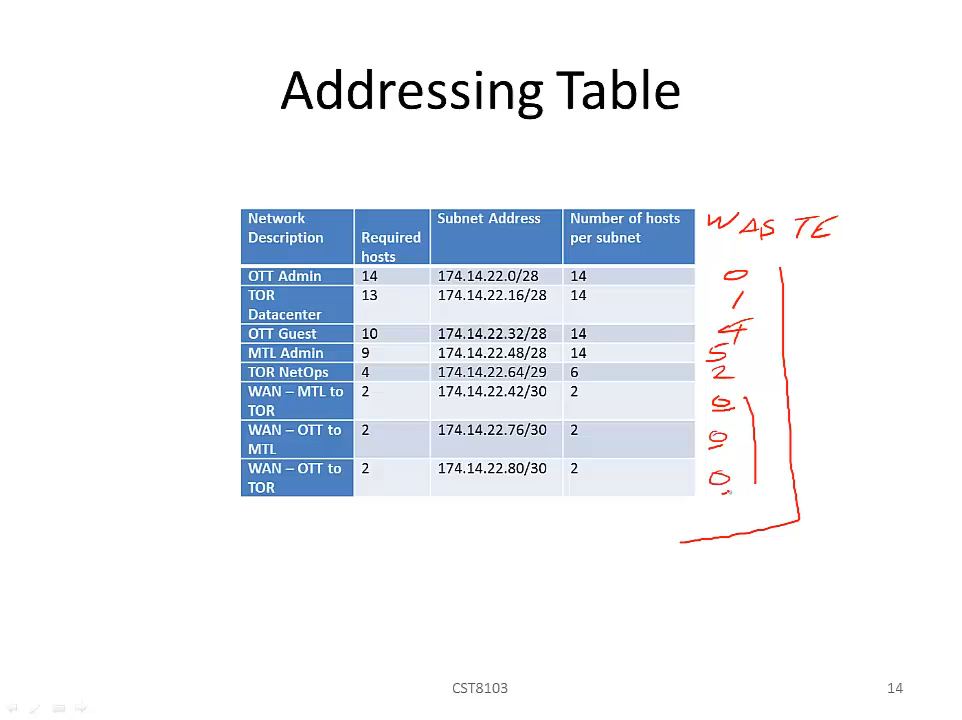 Addressing Table
Network Description Required hosts Subnet Address Number of hosts per subnet WASTE
OTT Admin 14 174.14.22.0/28 14 0
TOR Datacenter 13 174.14.22.16/28 14 1
OTT Guest 10 174.14.22.32/28 14 4
MTL Admin 9 174.14.22.48/28 14 5
TOR NetOps 4 174.14.22.64/29 6 2
WAN – MTL to TOR 2 174.14.22.42/30 2 0
WAN – OTT to MTL 2 174.14.22.76/30 2 0
WAN – OTT to TOR 2 174.14.22.80/30 2 0
CST8103 14